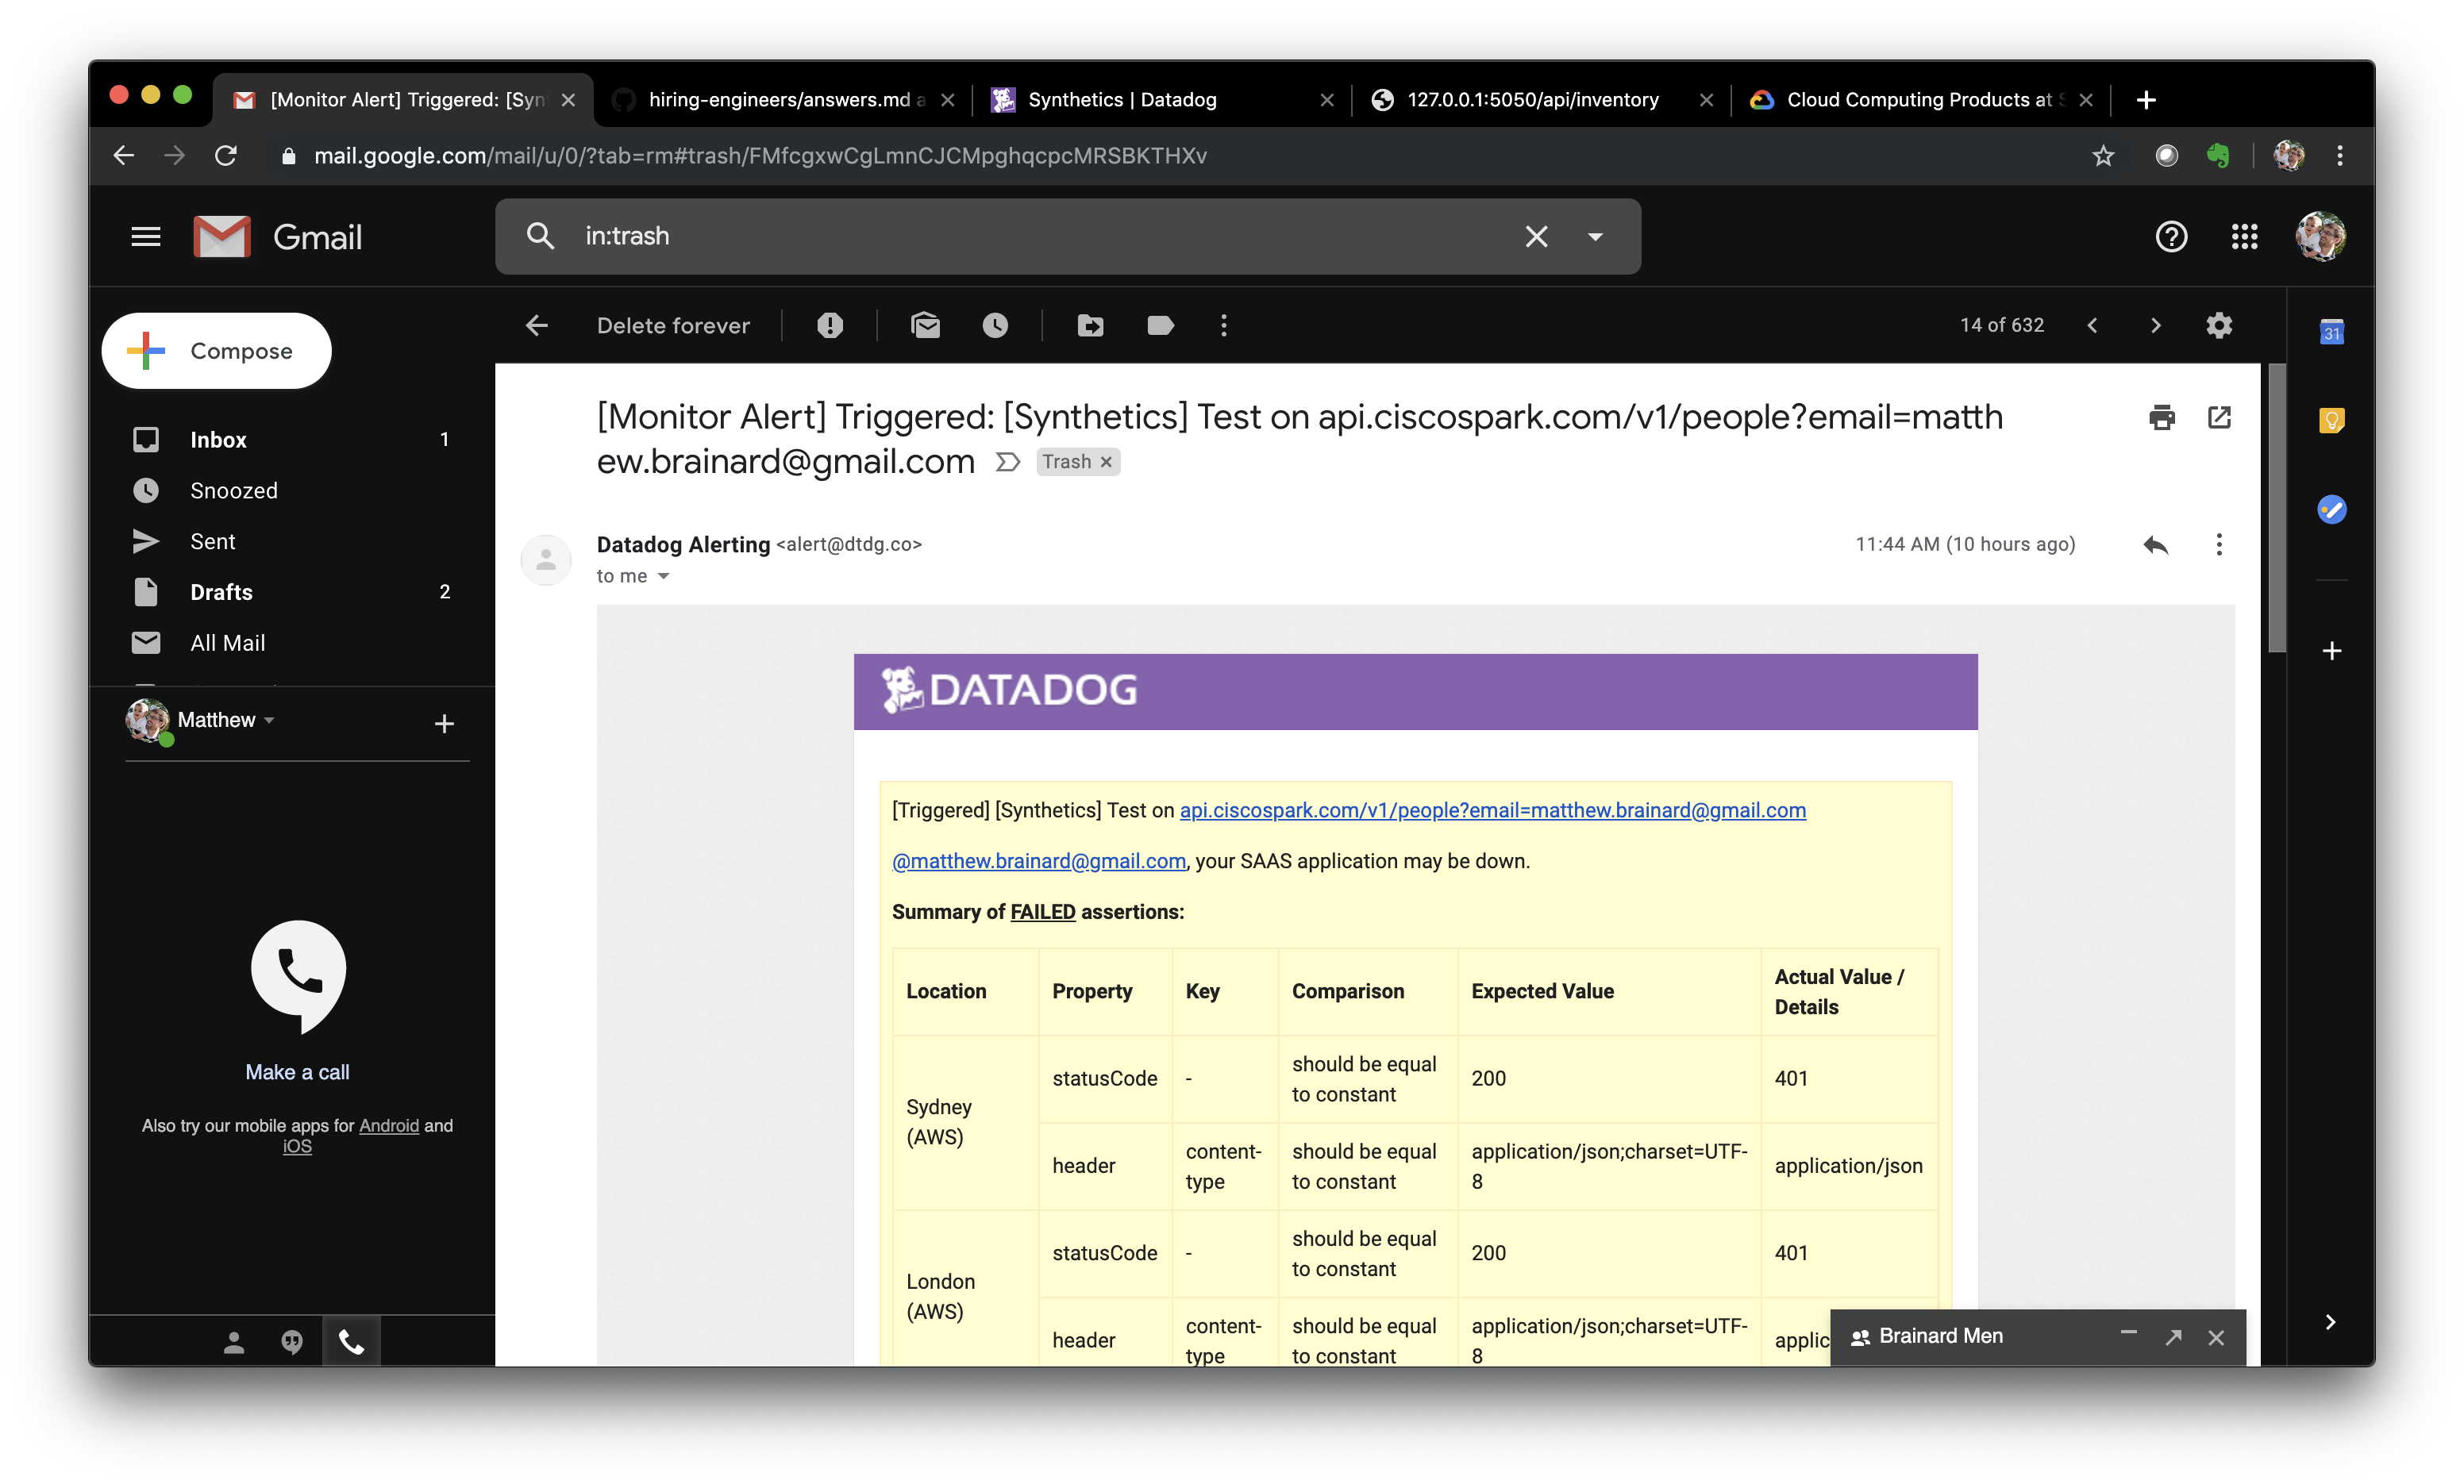 [Monitor Alert] Triggered: [Syn
hiring-engineers/answers.md a
Synthetics | Datadog
127.0.0.1:5050/api/inventory
Cloud Computing Products at S
mail.google.com/mail/u/0/?tab=rm#trash/FMfcgxwCgLmnCJCMpghqcpcMRSBKTHXv
Gmail
in:trash
Compose
Delete forever
14 of 632
31
Inbox 1
Snoozed
Sent
Drafts 2
All Mail
Matthew
Make a call
Also try our mobile apps for Android and
iOS
[Monitor Alert] Triggered: [Synthetics] Test on api.ciscospark.com/v1/people?email=matth
ew.brainard@gmail.com
Trash
Datadog Alerting <alert@dtdg.co>
11:44 AM (10 hours ago)
to me
DATADOG
[Triggered] [Synthetics] Test on api.ciscospark.com/v1/people?email=matthew.brainard@gmail.com
@matthew.brainard@gmail.com, your SAAS application may be down.
Summary of FAILED assertions:
Location Property Key Comparison Expected Value Actual Value / Details
Sydney (AWS) statusCode - should be equal to constant 200 401
header content-type should be equal to constant application/json;charset=UTF-8 application/json
London (AWS) statusCode - should be equal to constant 200 401
header content-type should be equal to constant application/json;charset=UTF-8 applic
Brainard Men